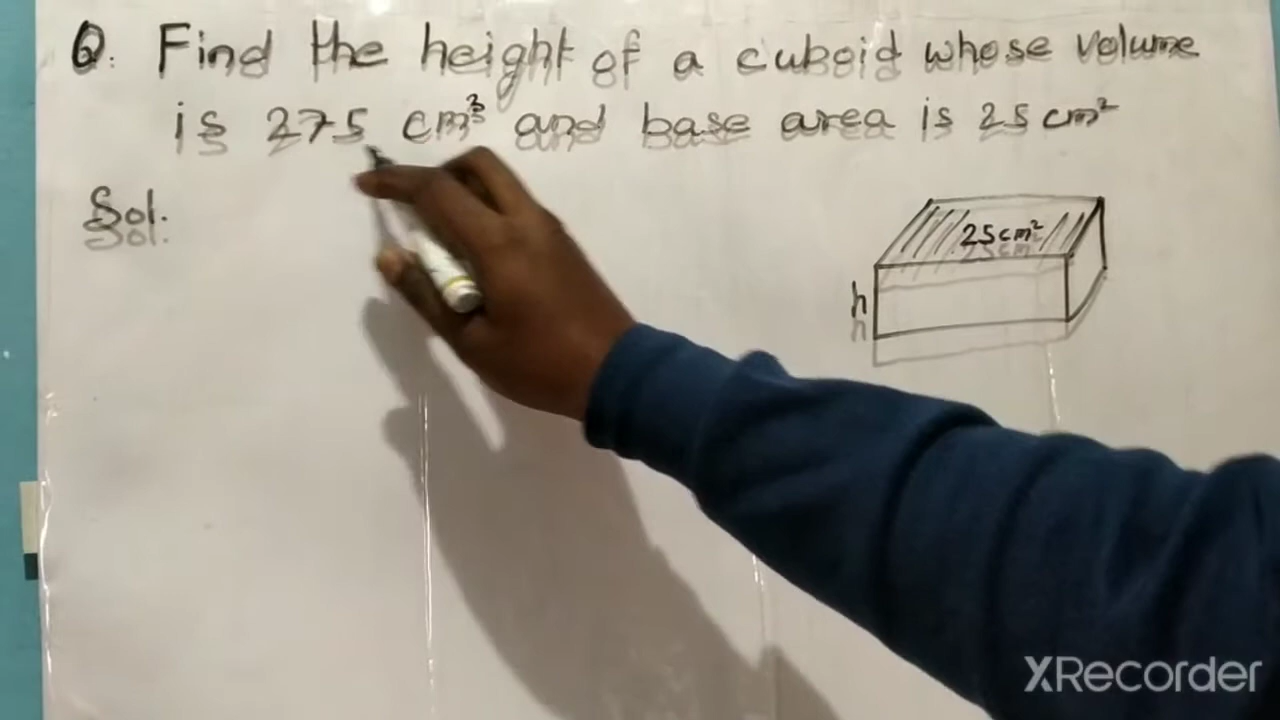 Q. Find the height of a cuboid whose volume
is 275 cm³ and base area is 25 cm²
Sol.
25cm²
h
XRecorder